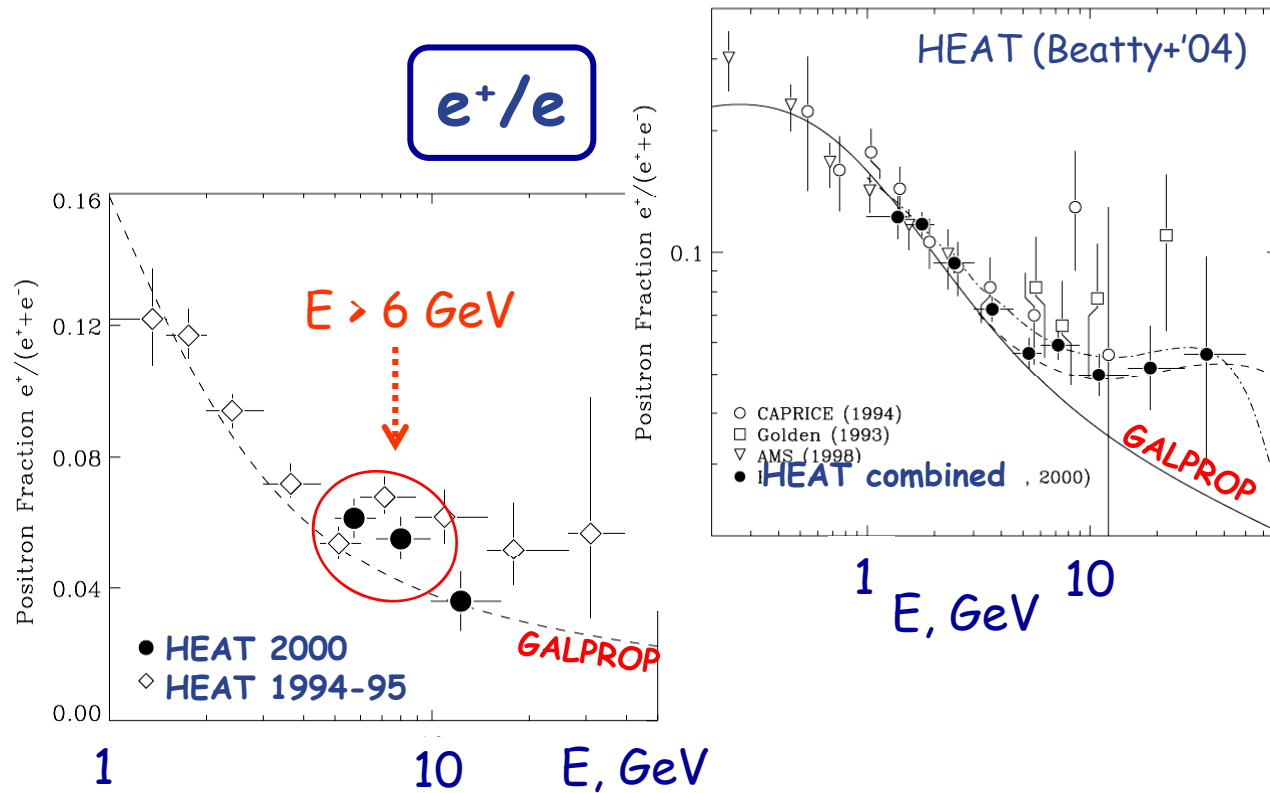 e⁺/e
Positron Fraction e⁺/(e⁺+e⁻)
0.16
0.12
0.08
0.04
0.00
E > 6 GeV
GALPROP
HEAT 2000
HEAT 1994-95
1
10
E, GeV
HEAT (Beatty+'04)
Positron Fraction e⁺/(e⁺+e⁻)
0.1
CAPRICE (1994)
Golden (1993)
AMS (1998)
HEAT combined , 2000)
GALPROP
1
10
E, GeV